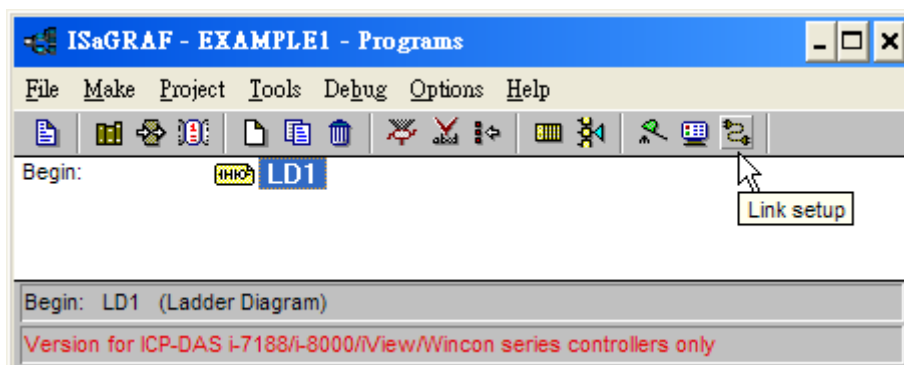 ISaGRAF - EXAMPLE1 - Programs
File Make Project Tools Debug Options Help
Begin: LD1
Link setup
Begin: LD1 (Ladder Diagram)
Version for ICP-DAS i-7188/i-8000/iView/Wincon series controllers only